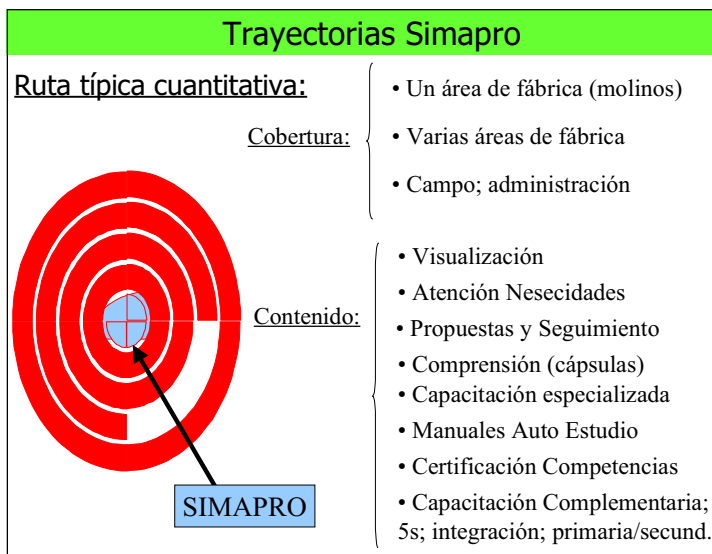 Trayectorias Simapro
Ruta típica cuantitativa:
Cobertura:
• Un área de fábrica (molinos)
• Varias áreas de fábrica
• Campo; administración
Contenido:
• Visualización
• Atención Nesecidades
• Propuestas y Seguimiento
• Comprensión (cápsulas)
• Capacitación especializada
• Manuales Auto Estudio
• Certificación Competencias
• Capacitación Complementaria;
5s; integración; primaria/secund.
SIMAPRO